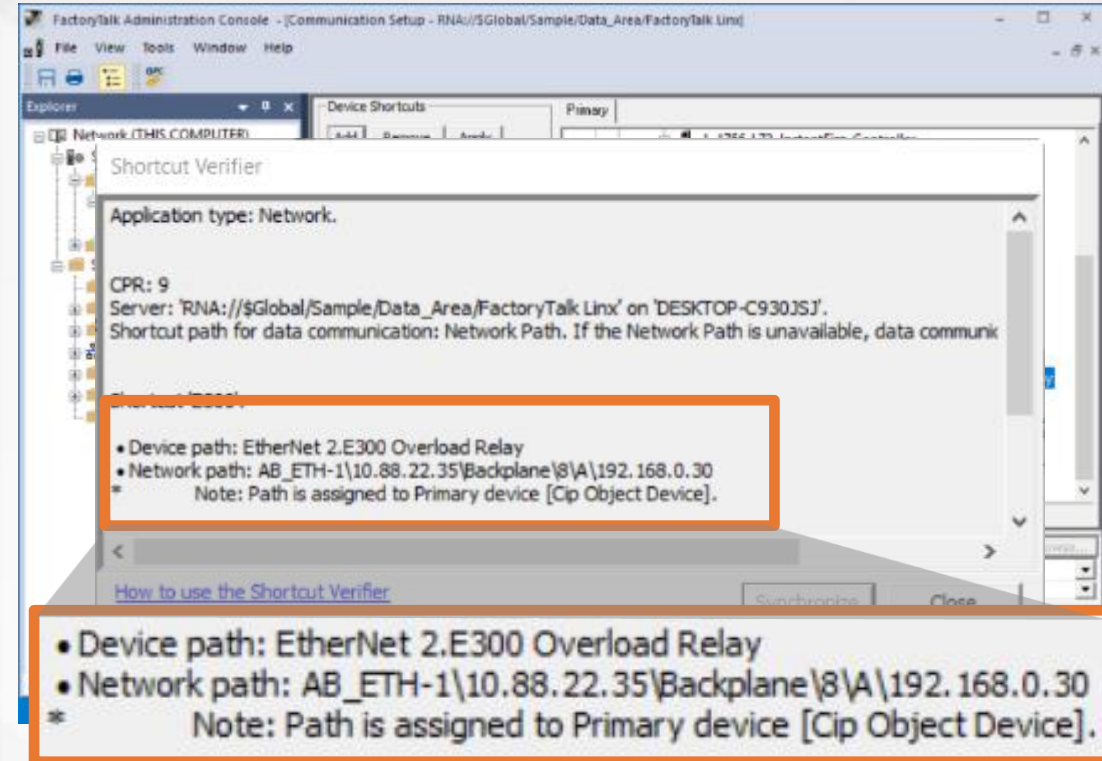 FactoryTalk Administration Console - [Communication Setup - RNA://$Global/Sample/Data_Area/FactoryTalk Linx]
File View Tools Window Help
Explorer
Device Shortcuts
Primary
Network (THIS COMPUTER)
Add Remove Apply
Shortcut Verifier
Application type: Network.
CPR: 9
Server: 'RNA://$Global/Sample/Data_Area/FactoryTalk Linx' on 'DESKTOP-C930JSJ'.
Shortcut path for data communication: Network Path. If the Network Path is unavailable, data communic
• Device path: EtherNet 2.E300 Overload Relay
• Network path: AB_ETH-1\10.88.22.35\Backplane\8\A\192.168.0.30
* Note: Path is assigned to Primary device [Cip Object Device].
How to use the Shortcut Verifier
Synchronize
Close
• Device path: EtherNet 2.E300 Overload Relay
• Network path: AB_ETH-1\10.88.22.35\Backplane\8\A\192.168.0.30
* Note: Path is assigned to Primary device [Cip Object Device].